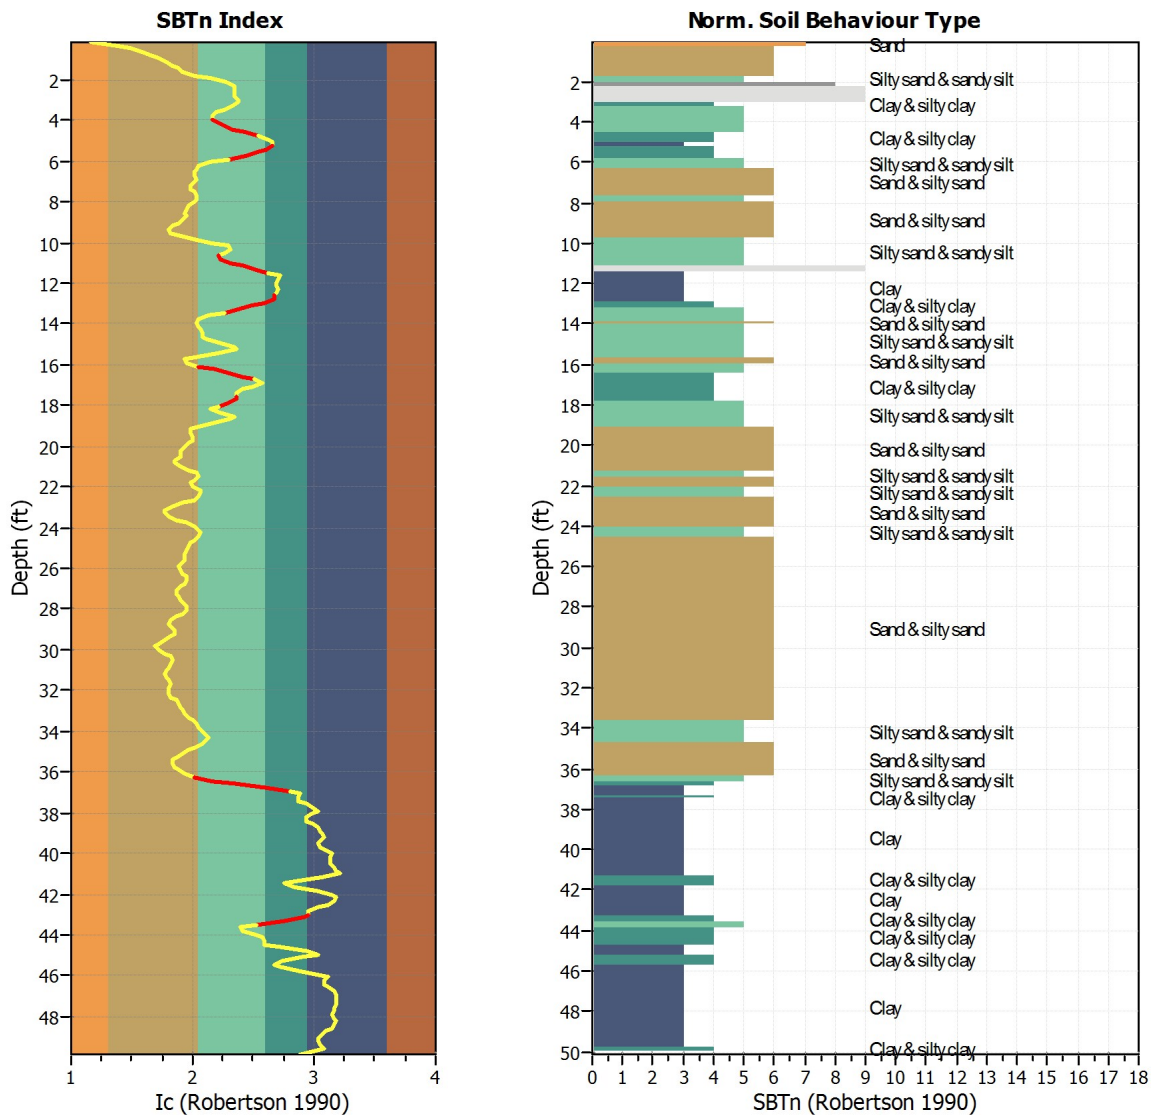 SBTn Index
2
4
6
8
10
12
14
16
18
20
22
24
26
28
30
32
34
36
38
40
42
44
46
48
Depth (ft)
1 2 3 4
Ic (Robertson 1990)
Norm. Soil Behaviour Type
2
4
6
8
10
12
14
16
18
20
22
24
26
28
30
32
34
36
38
40
42
44
46
48
50
Depth (ft)
Sand
Silty sand & sandy silt
Clay & silty clay
Clay & silty clay
Silty sand & sandy silt
Sand & silty sand
Sand & silty sand
Silty sand & sandy silt
Clay
Clay & silty clay
Sand & silty sand
Silty sand & sandy silt
Sand & silty sand
Clay & silty clay
Silty sand & sandy silt
Sand & silty sand
Silty sand & sandy silt
Silty sand & sandy silt
Sand & silty sand
Silty sand & sandy silt
Sand & silty sand
Silty sand & sandy silt
Sand & silty sand
Silty sand & sandy silt
Clay & silty clay
Clay
Clay & silty clay
Clay
Clay & silty clay
Clay & silty clay
Clay & silty clay
Clay
Clay & silty clay
0 1 2 3 4 5 6 7 8 9 10 11 12 13 14 15 16 17 18
SBTn (Robertson 1990)